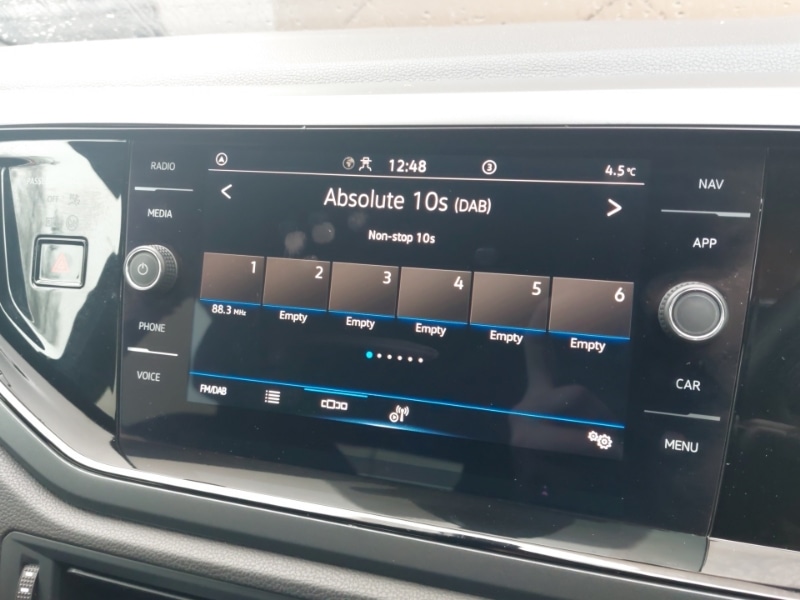 RADIO
MEDIA
PHONE
VOICE
A 12:48 3 4.5°C
< Absolute 10s (DAB) >
Non-stop 10s
1 2 3 4 5 6
88.3 MHz Empty Empty Empty Empty Empty
FM/DAB
NAV
APP
CAR
MENU